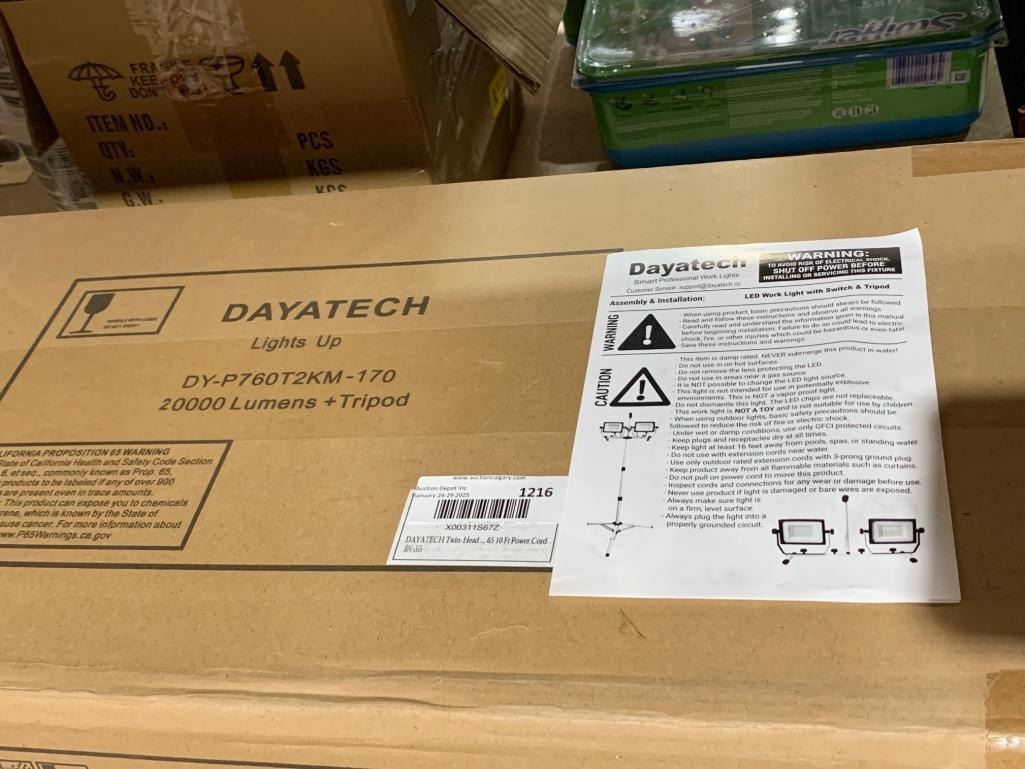 FRAGILE
KEEP DRY
DON'T
ITEM NO.:
QTY: PCS
N.W.: KGS
G.W. KGS
Swiffer
DAYATECH
Lights Up
DY-P760T2KM-170
20000 Lumens +Tripod
HANDLE WITH CARE!
DO NOT DROP!
LIFORNIA PROPOSITION 65 WARNING
State of California Health and Safety Code Section
6, et seq., commonly known as Prop. 65,
products to be labeled if any of over 900
are present even in trace amounts.
: This product can expose you to chemicals
rene, which is known by the State of
ause cancer. For more information about
www.P65Warnings.ca.gov
www.auctioncalgary.com
Auction Depot Inc
January 24-29 2025 1216
X00311S67Z
DAYATECH Twin-Head ... 65 10 Ft Power Cord
Dayatech
Smart Professional Work Lights
Customer Service: support@dayatech.cc
WARNING:
TO AVOID RISK OF ELECTRICAL SHOCK,
SHUT OFF POWER BEFORE
INSTALLING OR SERVICING THIS FIXTURE
Assembly & Installation: LED Work Light with Switch & Tripod
WARNING
- When using product, basic precautions should always be followed.
- Read and follow these instructions and observe all warnings.
- Carefully read and understand the information given in this manual
before beginning installation. Failure to do so could lead to electric
shock, fire, or other injuries which could be hazardous or even fatal
Save these instructions and warnings.
CAUTION
- This item is damp rated. NEVER submerge this product in water!
- Do not use in on hot surfaces.
- Do not remove the lens protecting the LED.
- Do not use in areas near a gas source.
- It is NOT possible to change the LED light source.
- This light is not intended for use in potentially-explosive
environments. This is NOT a vapor proof light.
- Do not dismantle this light. The LED chips are not replaceable.
- This work light is NOT A TOY and is not suitable for use by children.
- When using outdoor lights, basic safety precautions should be
followed to reduce the risk of fire or electric shock.
- Under wet or damp conditions, use only GFCI protected circuits.
- Keep plugs and receptacles dry at all times.
- Keep light at least 16 feet away from pools, spas, or standing water.
- Do not use with extension cords near water.
- Use only outdoor rated extension cords with 3-prong ground plug.
- Keep product away from all flammable materials such as curtains.
- Do not pull on power cord to move this product.
- Inspect cords and connections for any wear or damage before use.
- Never use product if light is damaged or bare wires are exposed.
- Always make sure light is
on a firm, level surface.
- Always plug the light into a
properly grounded circuit.